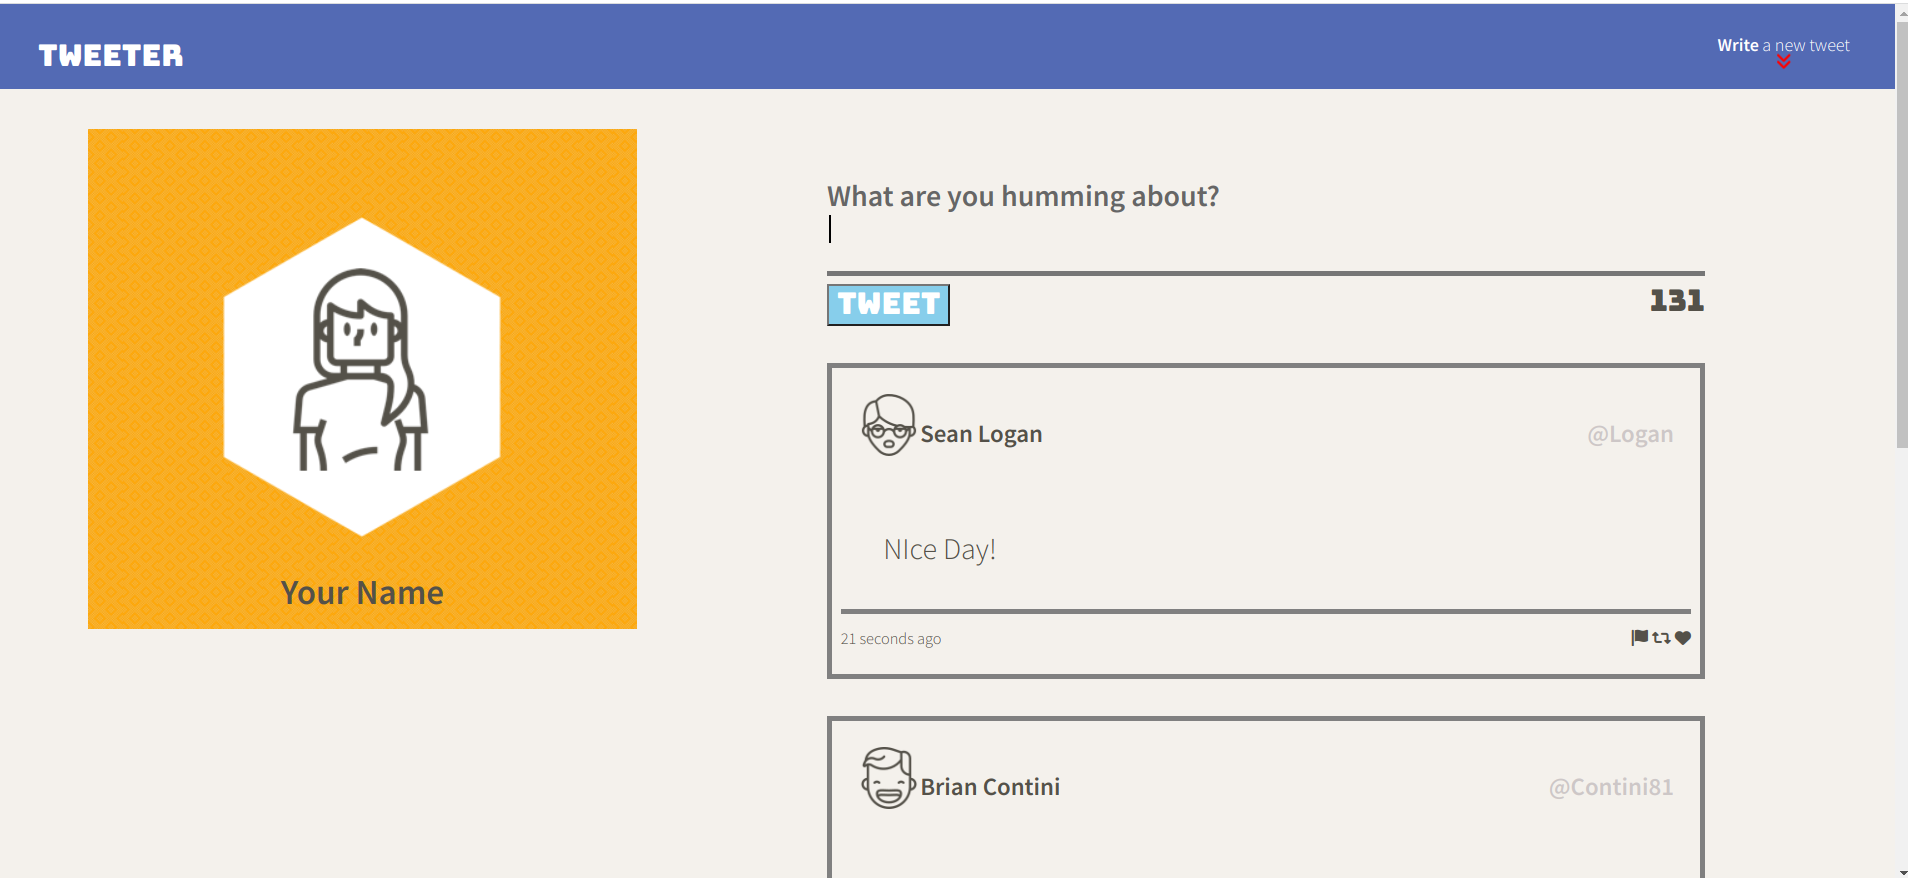 TWEETER
Write a new tweet
Your Name
What are you humming about?
TWEET
131
Sean Logan
@Logan
NIce Day!
21 seconds ago
Brian Contini
@Contini81